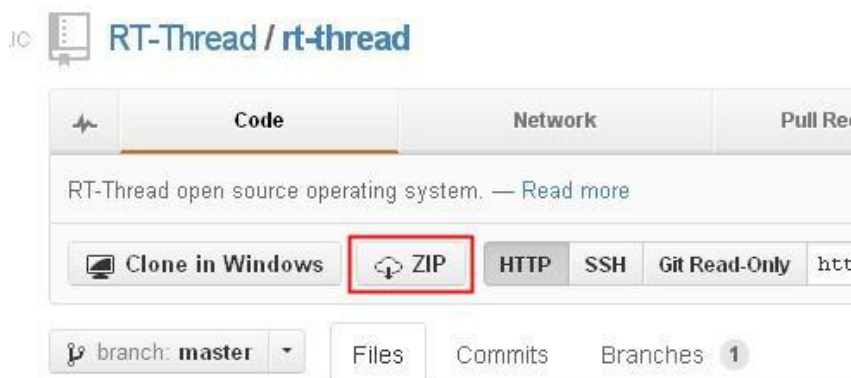 RT-Thread / rt-thread
Code Network
RT-Thread open source operating system. — Read more
Clone in Windows ZIP HTTP SSH Git Read-Only
branch: master Files Commits Branches 1